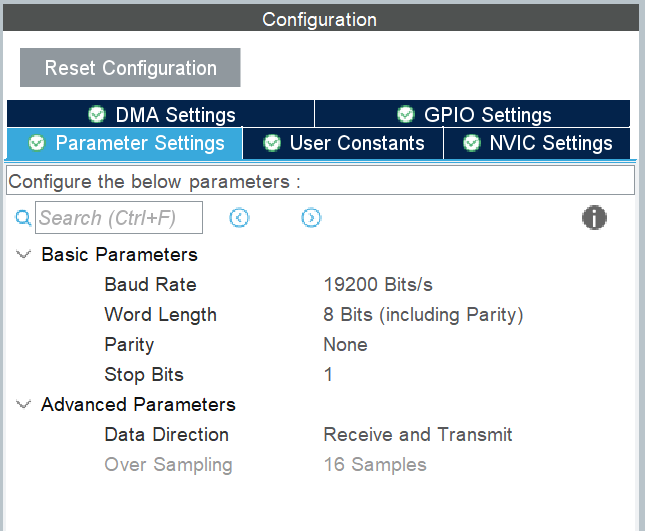 Configuration
Reset Configuration
DMA Settings GPIO Settings
Parameter Settings User Constants NVIC Settings
Configure the below parameters :
Search (Ctrl+F)
Basic Parameters
Baud Rate 19200 Bits/s
Word Length 8 Bits (including Parity)
Parity None
Stop Bits 1
Advanced Parameters
Data Direction Receive and Transmit
Over Sampling 16 Samples